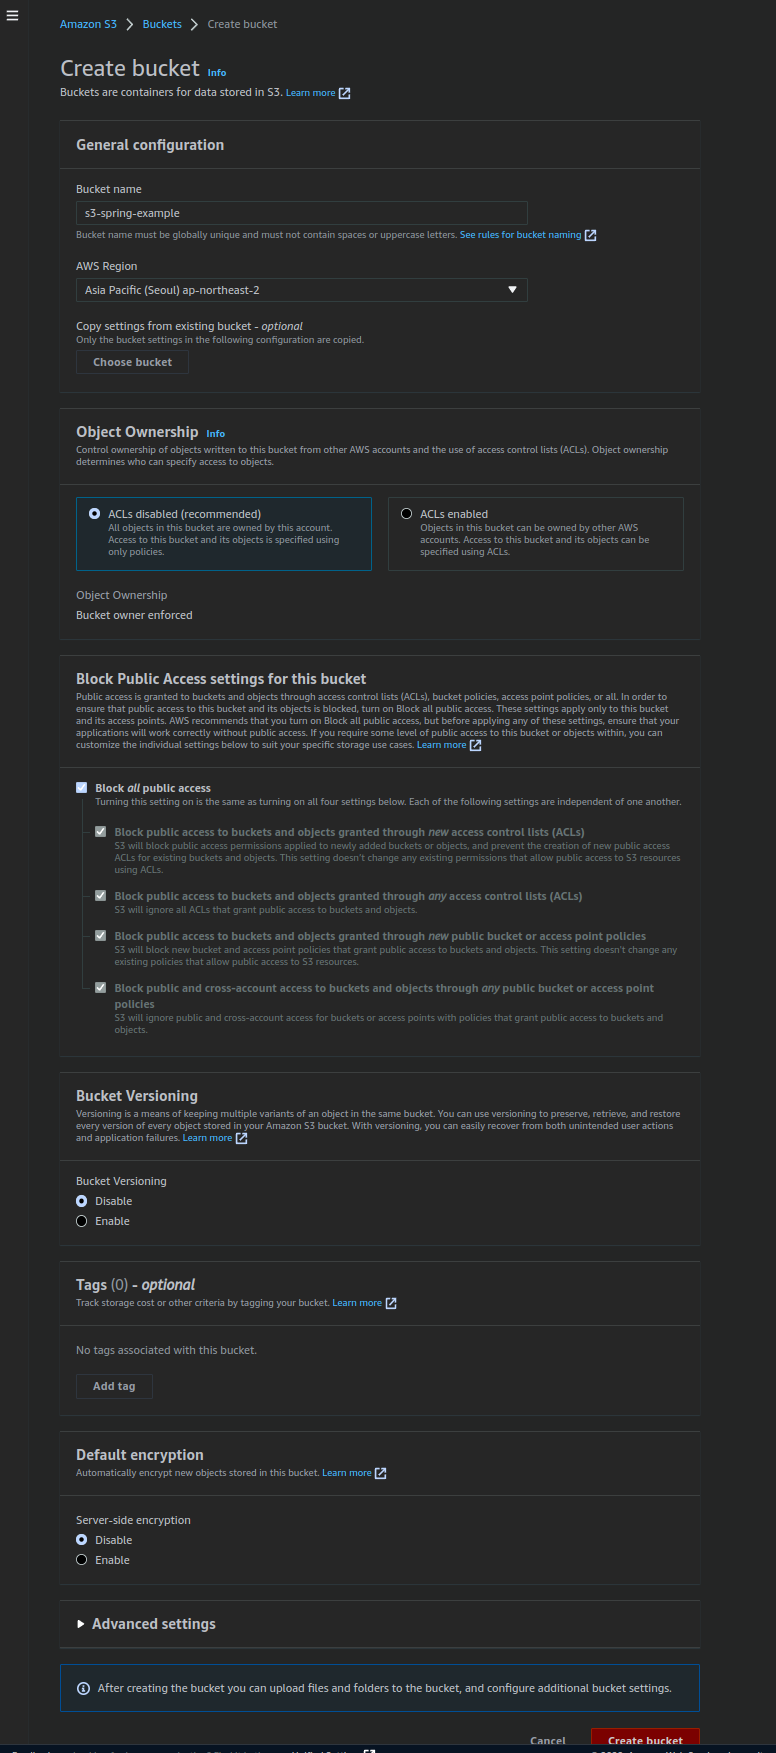 Amazon S3 > Buckets > Create bucket
Create bucket Info
Buckets are containers for data stored in S3. Learn more
General configuration
Bucket name
s3-spring-example
Bucket name must be globally unique and must not contain spaces or uppercase letters. See rules for bucket naming
AWS Region
Asia Pacific (Seoul) ap-northeast-2
Copy settings from existing bucket - optional
Only the bucket settings in the following configuration are copied.
Choose bucket
Object Ownership Info
Control ownership of objects written to this bucket from other AWS accounts and the use of access control lists (ACLs). Object ownership
determines who can specify access to objects.
ACLs disabled (recommended)
All objects in this bucket are owned by this account.
Access to this bucket and its objects is specified using
only policies.
ACLs enabled
Objects in this bucket can be owned by other AWS
accounts. Access to this bucket and its objects can be
specified using ACLs.
Object Ownership
Bucket owner enforced
Block Public Access settings for this bucket
Public access is granted to buckets and objects through access control lists (ACLs), bucket policies, access point policies, or all. In order to
ensure that public access to this bucket and its objects is blocked, turn on Block all public access. These settings apply only to this bucket
and its access points. AWS recommends that you turn on Block all public access, but before applying any of these settings, ensure that your
applications will work correctly without public access. If you require some level of public access to this bucket or objects within, you can
customize the individual settings below to suit your specific storage use cases. Learn more
Block all public access
Turning this setting on is the same as turning on all four settings below. Each of the following settings are independent of one another.
Block public access to buckets and objects granted through new access control lists (ACLs)
S3 will block public access permissions applied to newly added buckets or objects, and prevent the creation of new public access
ACLs for existing buckets and objects. This setting doesn't change any existing permissions that allow public access to S3 resources
using ACLs.
Block public access to buckets and objects granted through any access control lists (ACLs)
S3 will ignore all ACLs that grant public access to buckets and objects.
Block public access to buckets and objects granted through new public bucket or access point policies
S3 will block new bucket and access point policies that grant public access to buckets and objects. This setting doesn't change any
existing policies that allow public access to S3 resources.
Block public and cross-account access to buckets and objects through any public bucket or access point
policies
S3 will ignore public and cross-account access for buckets or access points with policies that grant public access to buckets and
objects.
Bucket Versioning
Versioning is a means of keeping multiple variants of an object in the same bucket. You can use versioning to preserve, retrieve, and restore
every version of every object stored in your Amazon S3 bucket. With versioning, you can easily recover from both unintended user actions
and application failures. Learn more
Bucket Versioning
Disable
Enable
Tags (0) - optional
Track storage cost or other criteria by tagging your bucket. Learn more
No tags associated with this bucket.
Add tag
Default encryption
Automatically encrypt new objects stored in this bucket. Learn more
Server-side encryption
Disable
Enable
Advanced settings
After creating the bucket you can upload files and folders to the bucket, and configure additional bucket settings.
Cancel
Create bucket